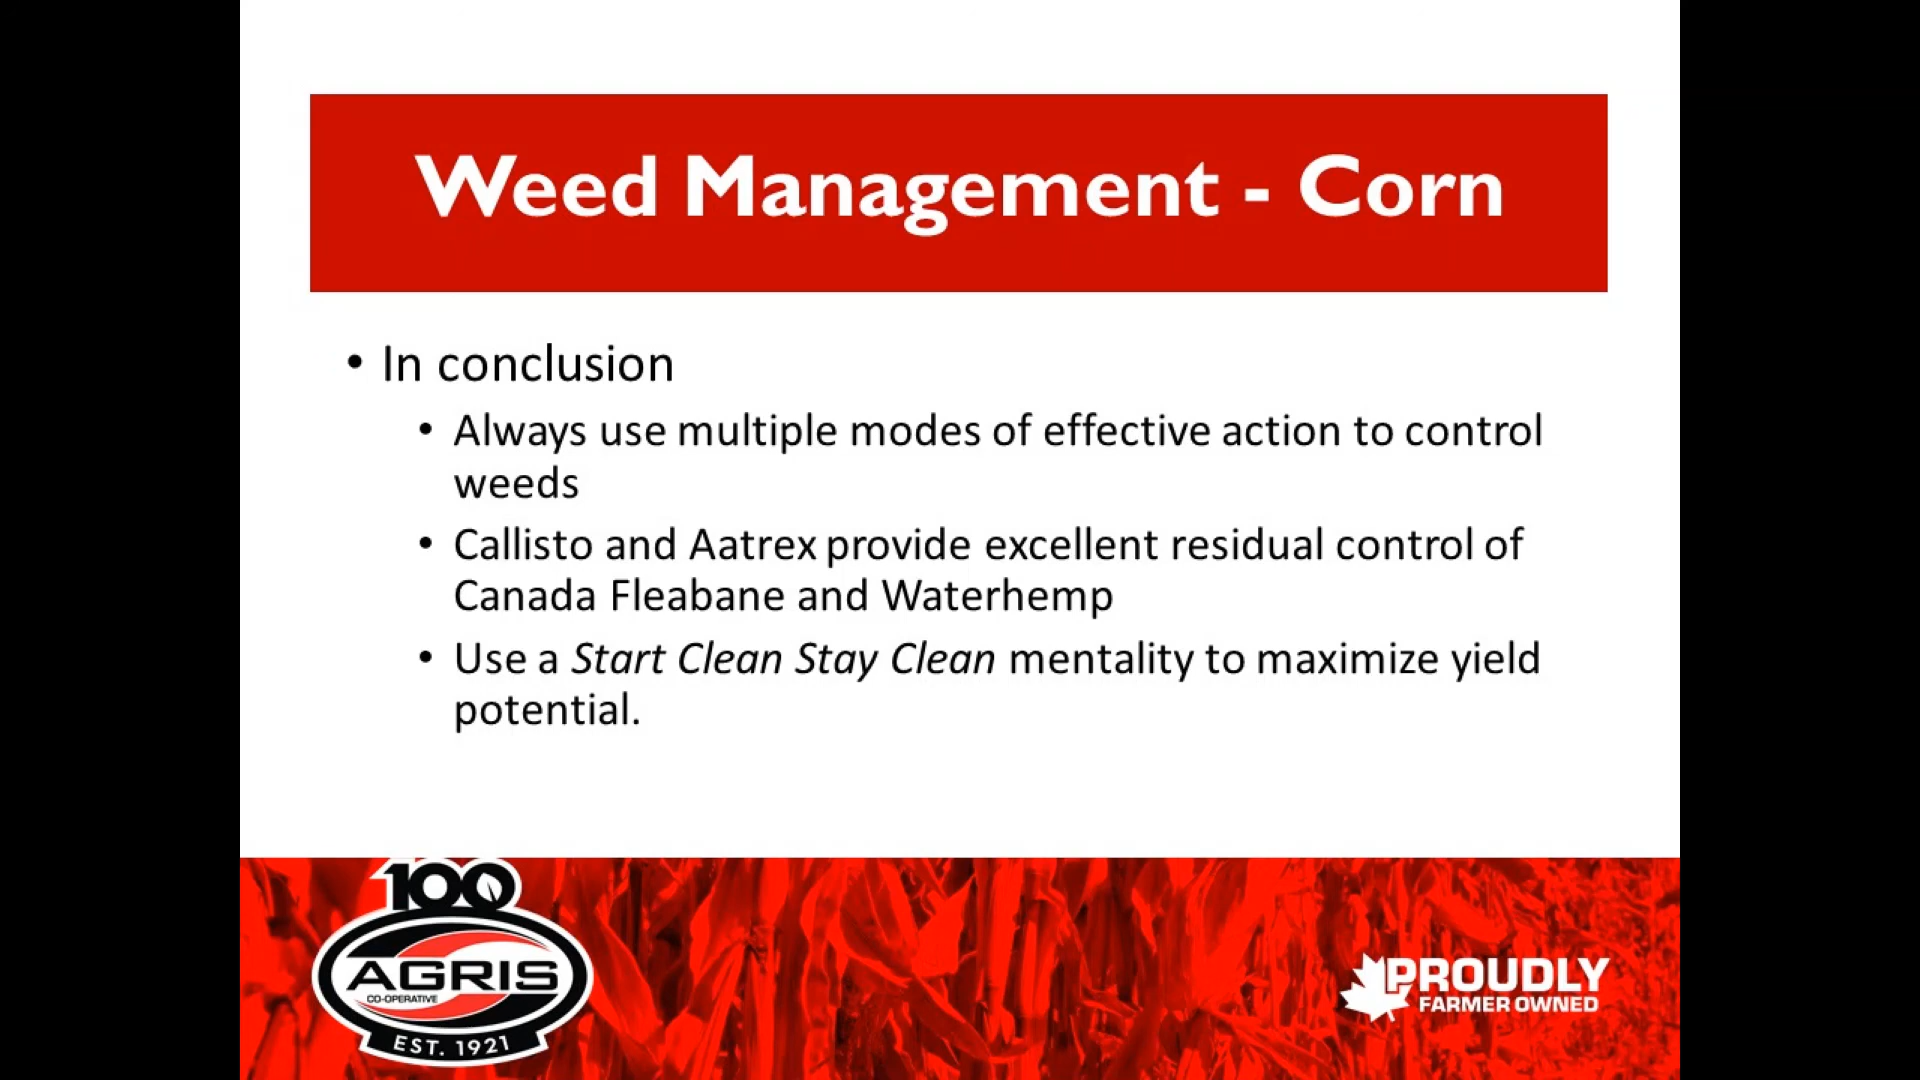 Weed Management - Corn
• In conclusion
• Always use multiple modes of effective action to control
weeds
• Callisto and Aatrex provide excellent residual control of
Canada Fleabane and Waterhemp
• Use a Start Clean Stay Clean mentality to maximize yield
potential.
100
AGRIS
CO-OPERATIVE
EST. 1921
PROUDLY
FARMER OWNED